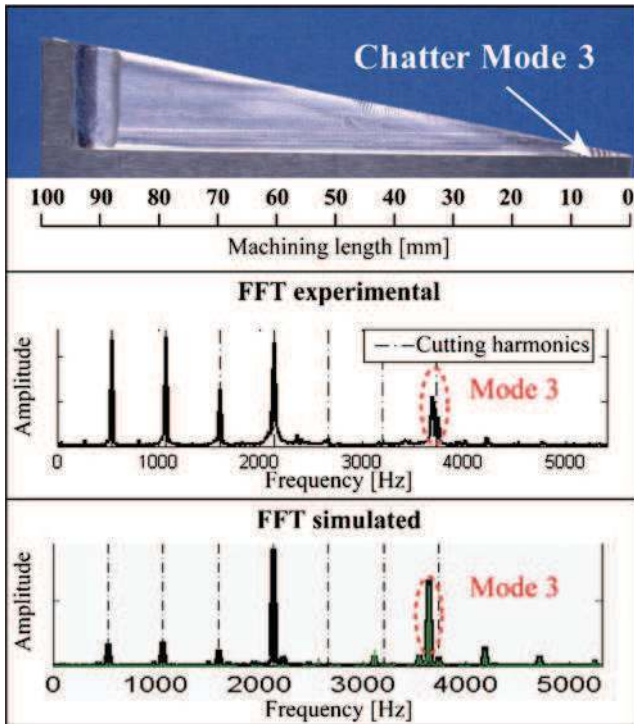 Chatter Mode 3
100 90 80 70 60 50 40 30 20 10 0
Machining length [mm]
FFT experimental
Cutting harmonics
Mode 3
Amplitude
0 1000 2000 3000 4000 5000
Frequency [Hz]
FFT simulated
Mode 3
Amplitude
0 1000 2000 3000 4000 5000
Frequency [Hz]